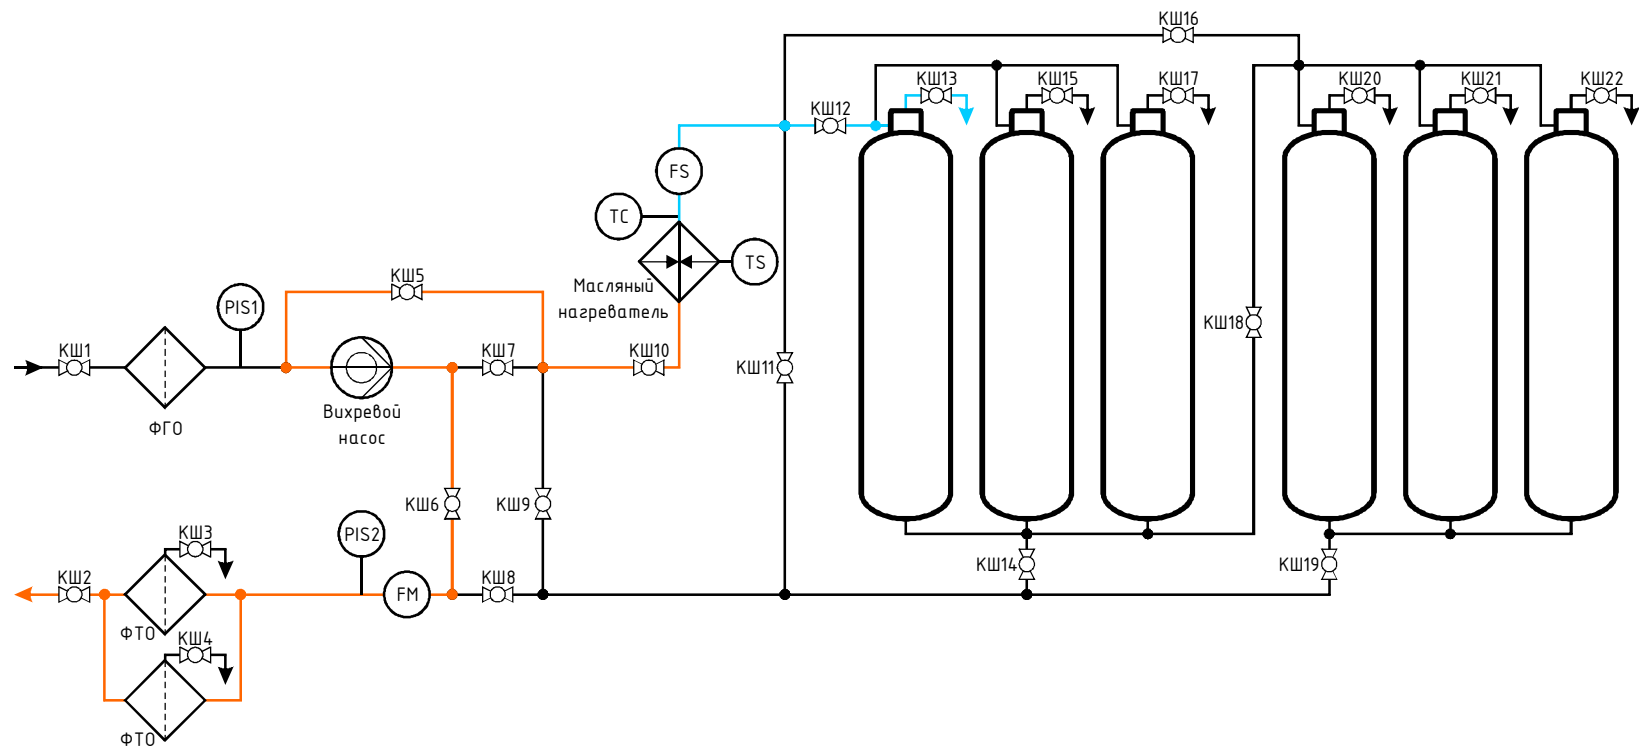 КШ16
КШ13
КШ15
КШ17
КШ20
КШ21
КШ22
КШ12
FS
TC
TS
Масляный
нагреватель
КШ5
PIS1
КШ18
КШ1
КШ7
КШ10
КШ11
ФГО
Вихревой
насос
КШ6
КШ9
PIS2
КШ3
КШ14
КШ19
КШ2
КШ8
FM
ФТО
КШ4
ФТО